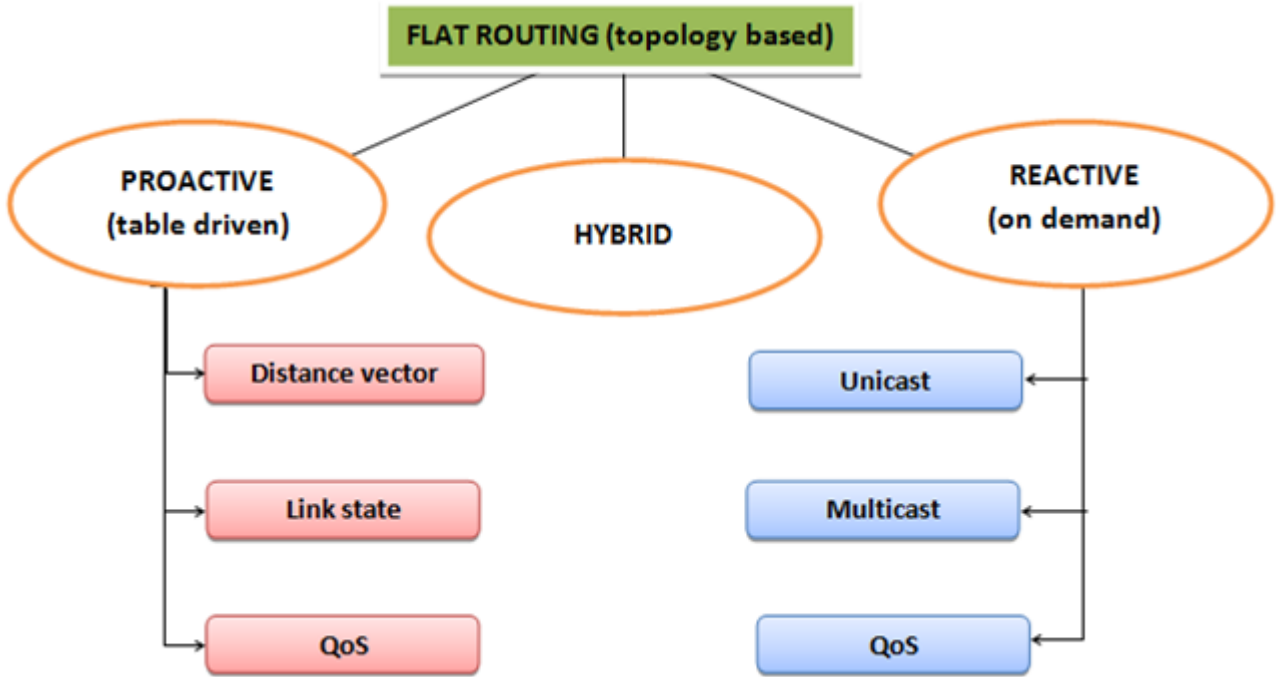 FLAT ROUTING (topology based)
PROACTIVE
(table driven)
HYBRID
REACTIVE
(on demand)
Distance vector
Unicast
Link state
Multicast
QoS
QoS